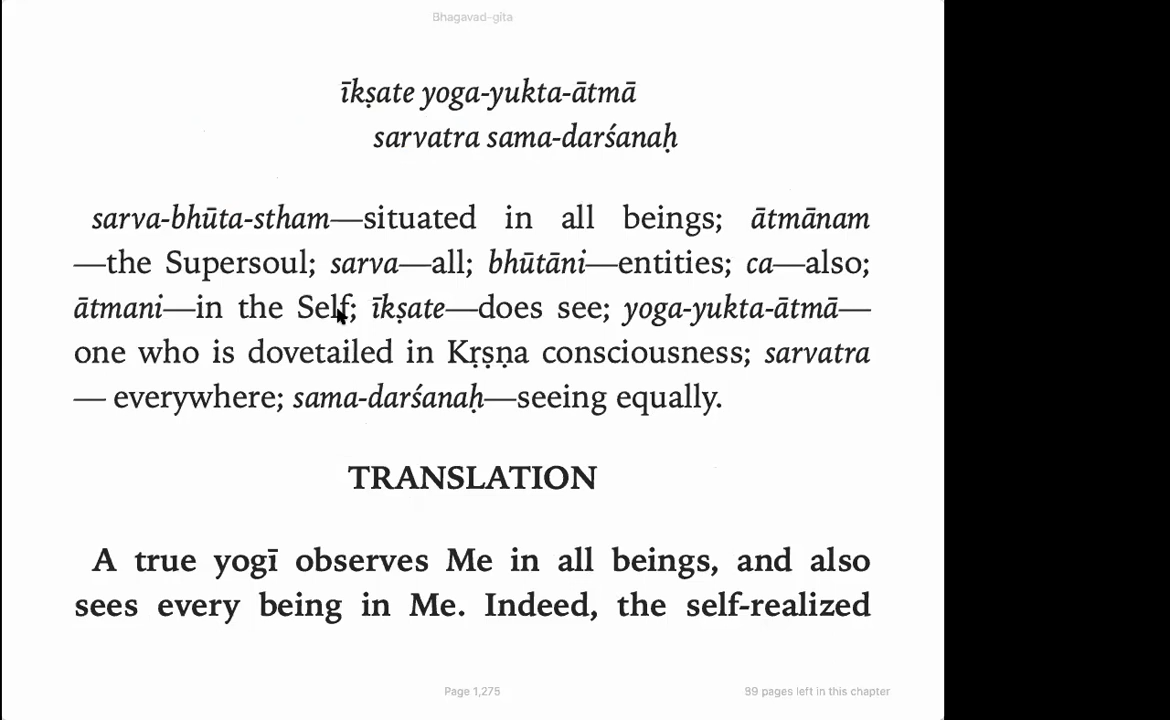 Bhagavad-gita
īkṣate yoga-yukta-ātmā
sarvatra sama-darśanaḥ
sarva-bhūta-stham—situated in all beings; ātmānam
—the Supersoul; sarva—all; bhūtāni—entities; ca—also;
ātmani—in the Self; īkṣate—does see; yoga-yukta-ātmā—
one who is dovetailed in Kṛṣṇa consciousness; sarvatra
— everywhere; sama-darśanaḥ—seeing equally.
TRANSLATION
A true yogī observes Me in all beings, and also
sees every being in Me. Indeed, the self-realized
Page 1,275
99 pages left in this chapter